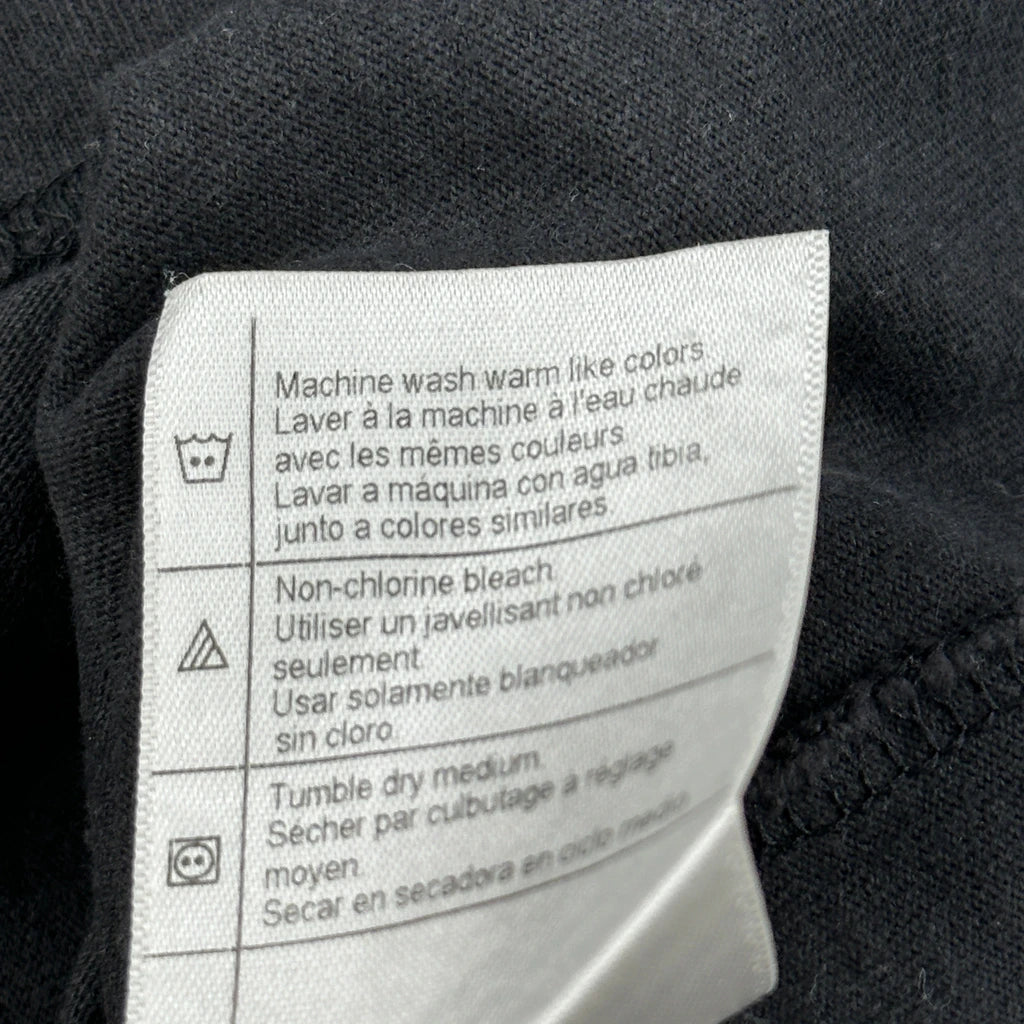 Machine wash warm like colors
Laver à la machine à l'eau chaude
avec les mêmes couleurs
Lavar a máquina con agua tibia,
junto a colores similares
Non-chlorine bleach
Utiliser un javellisant non chloré
seulement
Usar solamente blanqueador
sin cloro
Tumble dry medium
Sécher par culbutage à réglage
moyen
Secar en secadora en ciclo medio